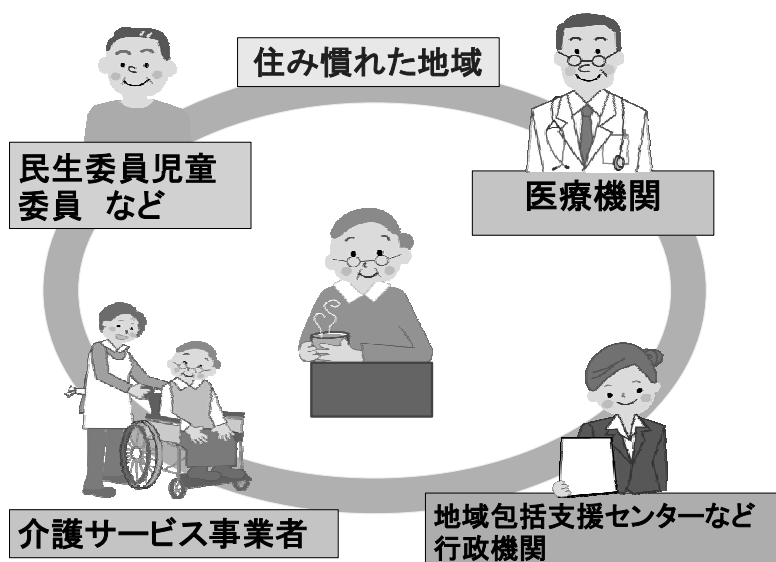 住み慣れた地域
民生委員児童
委員　など
医療機関
介護サービス事業者
地域包括支援センターなど
行政機関